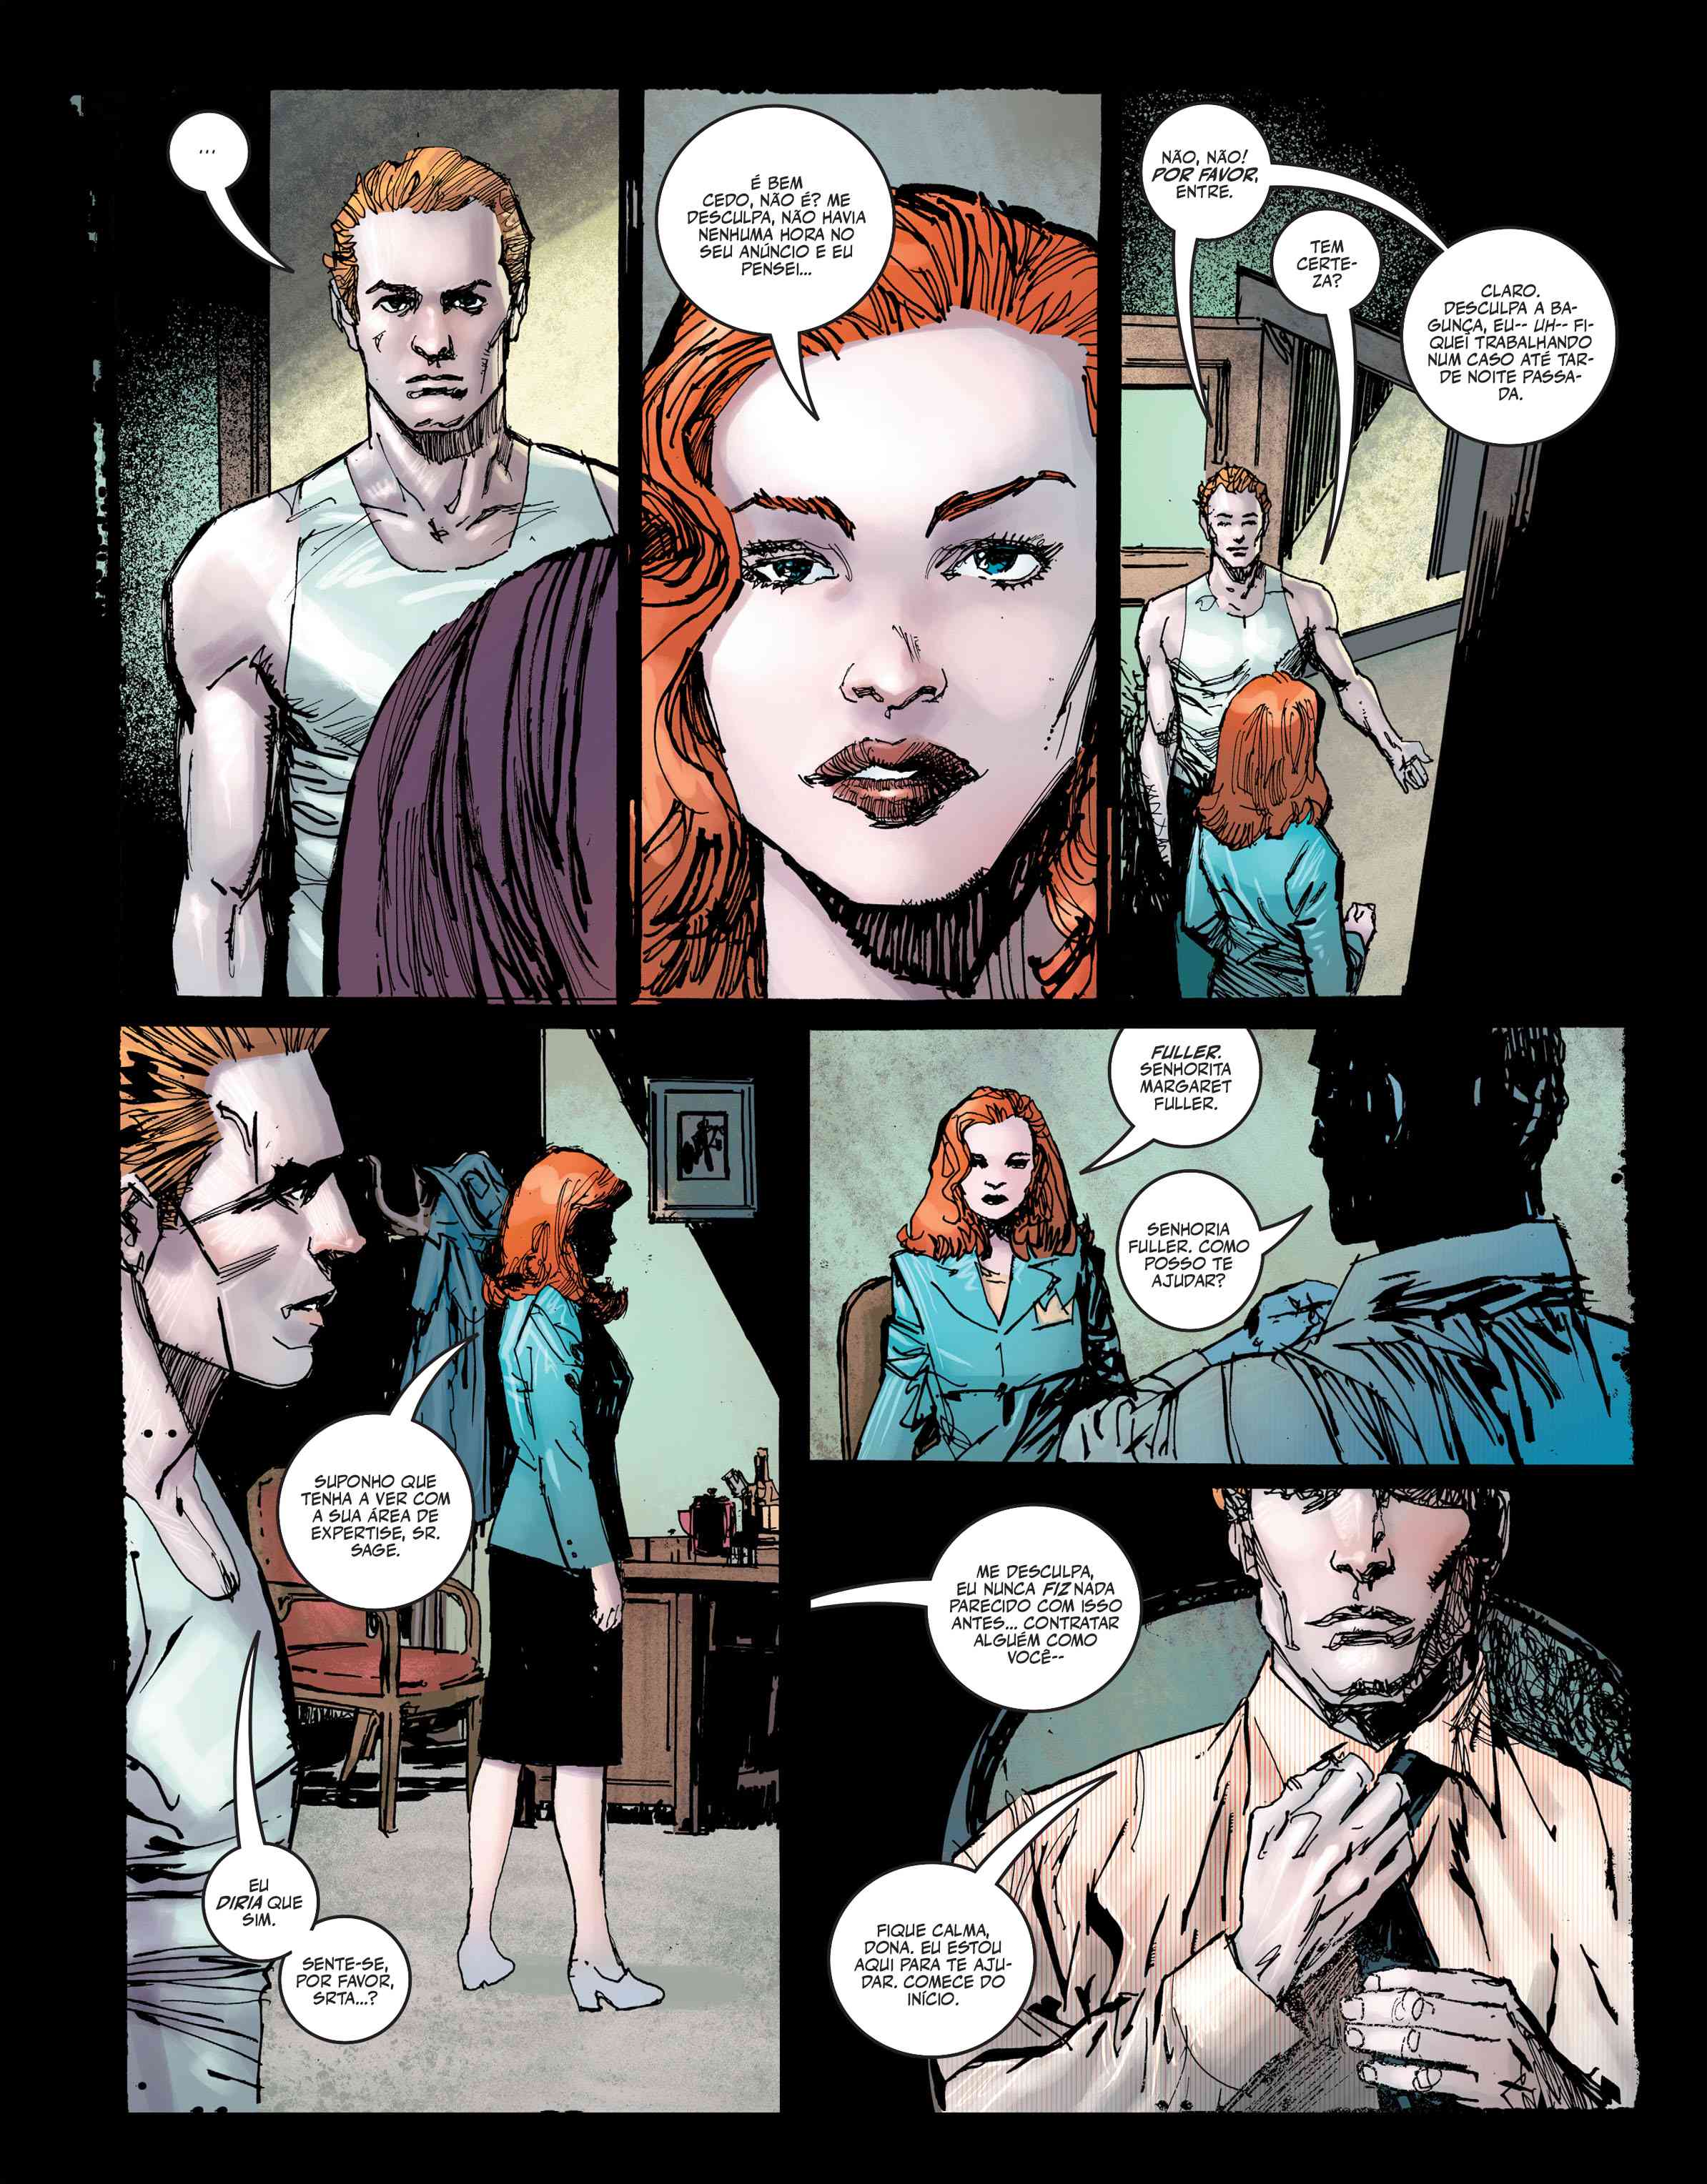 ...
É BEM
CEDO, NÃO É? ME
DESCULPA, NÃO HAVIA
NENHUMA HORA NO
SEU ANÚNCIO E EU
PENSEI...
NÃO, NÃO!
POR FAVOR,
ENTRE.
TEM
CERTE-
ZA?
CLARO.
DESCULPA A BA-
GUNÇA, EU-- UH-- FI-
QUEI TRABALHANDO
NUM CASO ATÉ TAR-
DE NOITE PASSA-
DA.
SUPONHO QUE
TENHA A VER COM
A SUA ÁREA DE
EXPERTISE, SR.
SAGE.
EU
DIRIA QUE
SIM.
SENTE-SE,
POR FAVOR,
SRTA...?
FULLER.
SENHORITA
MARGARET
FULLER.
SENHORIA
FULLER. COMO
POSSO TE
AJUDAR?
ME DESCULPA,
EU NUNCA FIZ NADA
PARECIDO COM ISSO
ANTES... CONTRATAR
ALGUÉM COMO
VOCÊ--
FIQUE CALMA,
DONA. EU ESTOU
AQUI PARA TE AJU-
DAR. COMECE DO
INÍCIO.